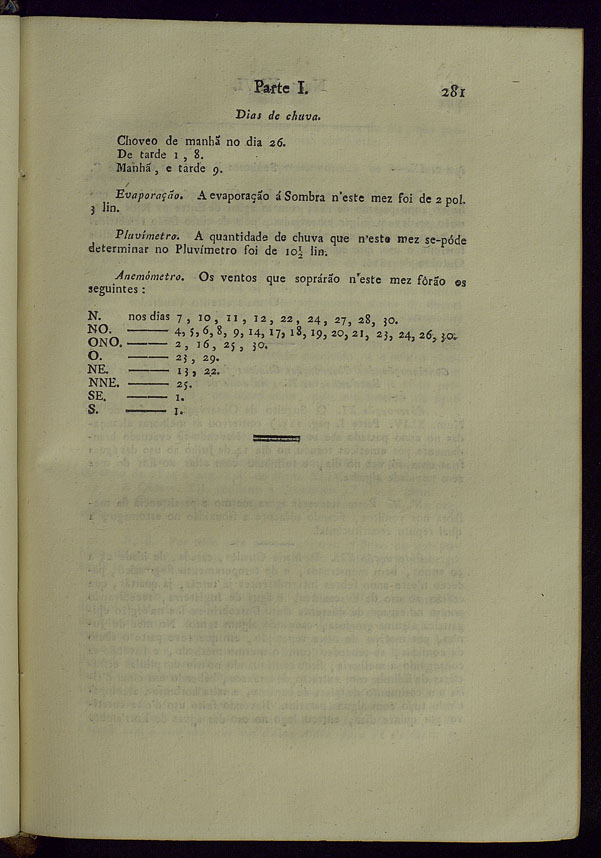 Parte I. 281
Dias de chuva.
Choveo de manhã no dia 26.
De tarde 1, 8.
Manhã, e tarde 9.
Evaporação. A evaporação á Sombra n'este mez foi de 2 pol.
3 lin.
Pluvímetro. A quantidade de chuva que n'este mez se-póde
determinar no Pluvímetro foi de 10½ lin.
Anemómetro. Os ventos que soprárão n'este mez fôrão os
seguintes:
N. nos dias 7, 10, 11, 12, 22, 24, 27, 28, 30.
NO. —— 4, 5, 6, 8, 9, 14, 17, 18, 19, 20, 21, 23, 24, 26, 30.
ONO. —— 2, 16, 25, 30.
O. —— 23, 29.
NE. —— 13, 22.
NNE. —— 25.
SE. —— 1.
S. —— 1.